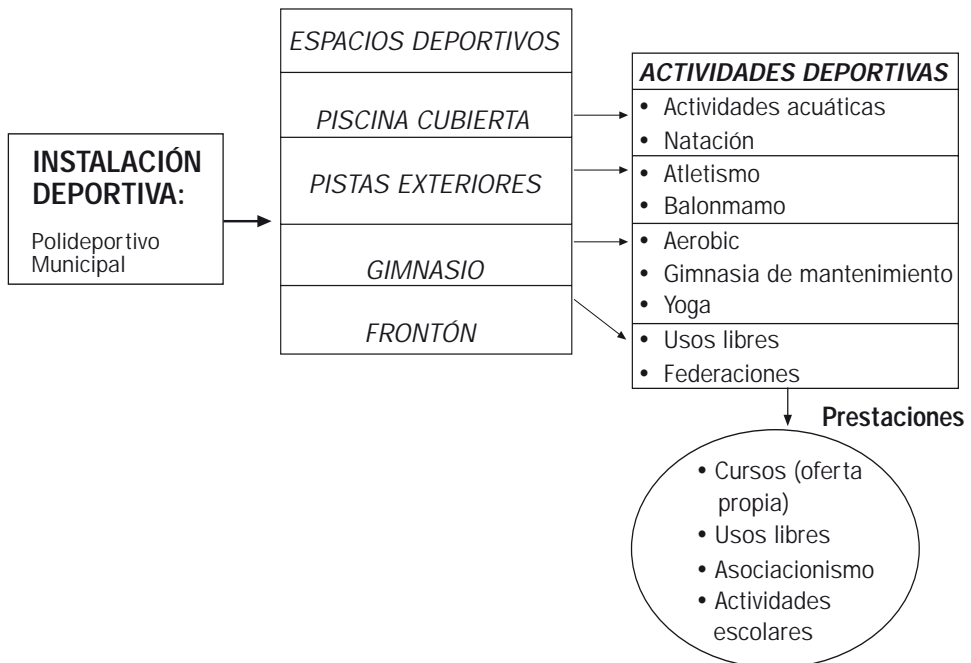 INSTALACIÓN
DEPORTIVA:
Polideportivo
Municipal
ESPACIOS DEPORTIVOS
PISCINA CUBIERTA
PISTAS EXTERIORES
GIMNASIO
FRONTÓN
ACTIVIDADES DEPORTIVAS
• Actividades acuáticas
• Natación
• Atletismo
• Balonmamo
• Aerobic
• Gimnasia de mantenimiento
• Yoga
• Usos libres
• Federaciones
Prestaciones
• Cursos (oferta
propia)
• Usos libres
• Asociacionismo
• Actividades
escolares